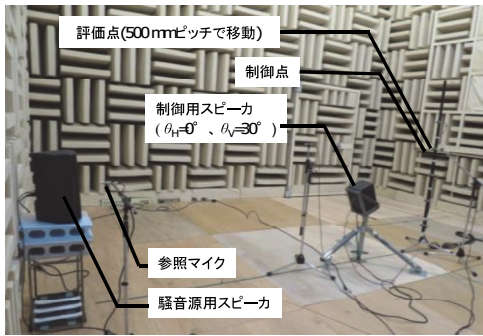 評価点(500 mmピッチで移動)
制御点
制御用スピーカ
( θH=0° 、θV=30° )
参照マイク
騒音源用スピーカ